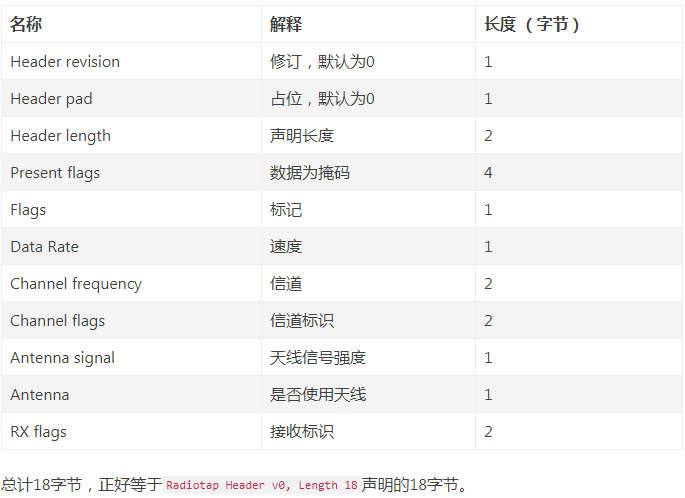 名称 解释 长度 （字节）
Header revision 修订，默认为0 1
Header pad 占位，默认为0 1
Header length 声明长度 2
Present flags 数据为掩码 4
Flags 标记 1
Data Rate 速度 1
Channel frequency 信道 2
Channel flags 信道标识 2
Antenna signal 天线信号强度 1
Antenna 是否使用天线 1
RX flags 接收标识 2
总计18字节，正好等于 Radiotap Header v0, Length 18 声明的18字节。